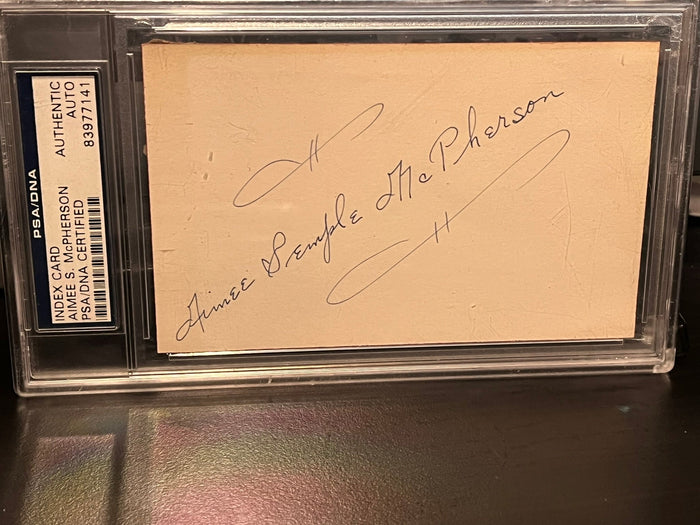 PSA/DNA
INDEX CARD
AIMEE S. McPHERSON
PSA/DNA CERTIFIED
AUTHENTIC
AUTO
83977141
Aimee Semple McPherson